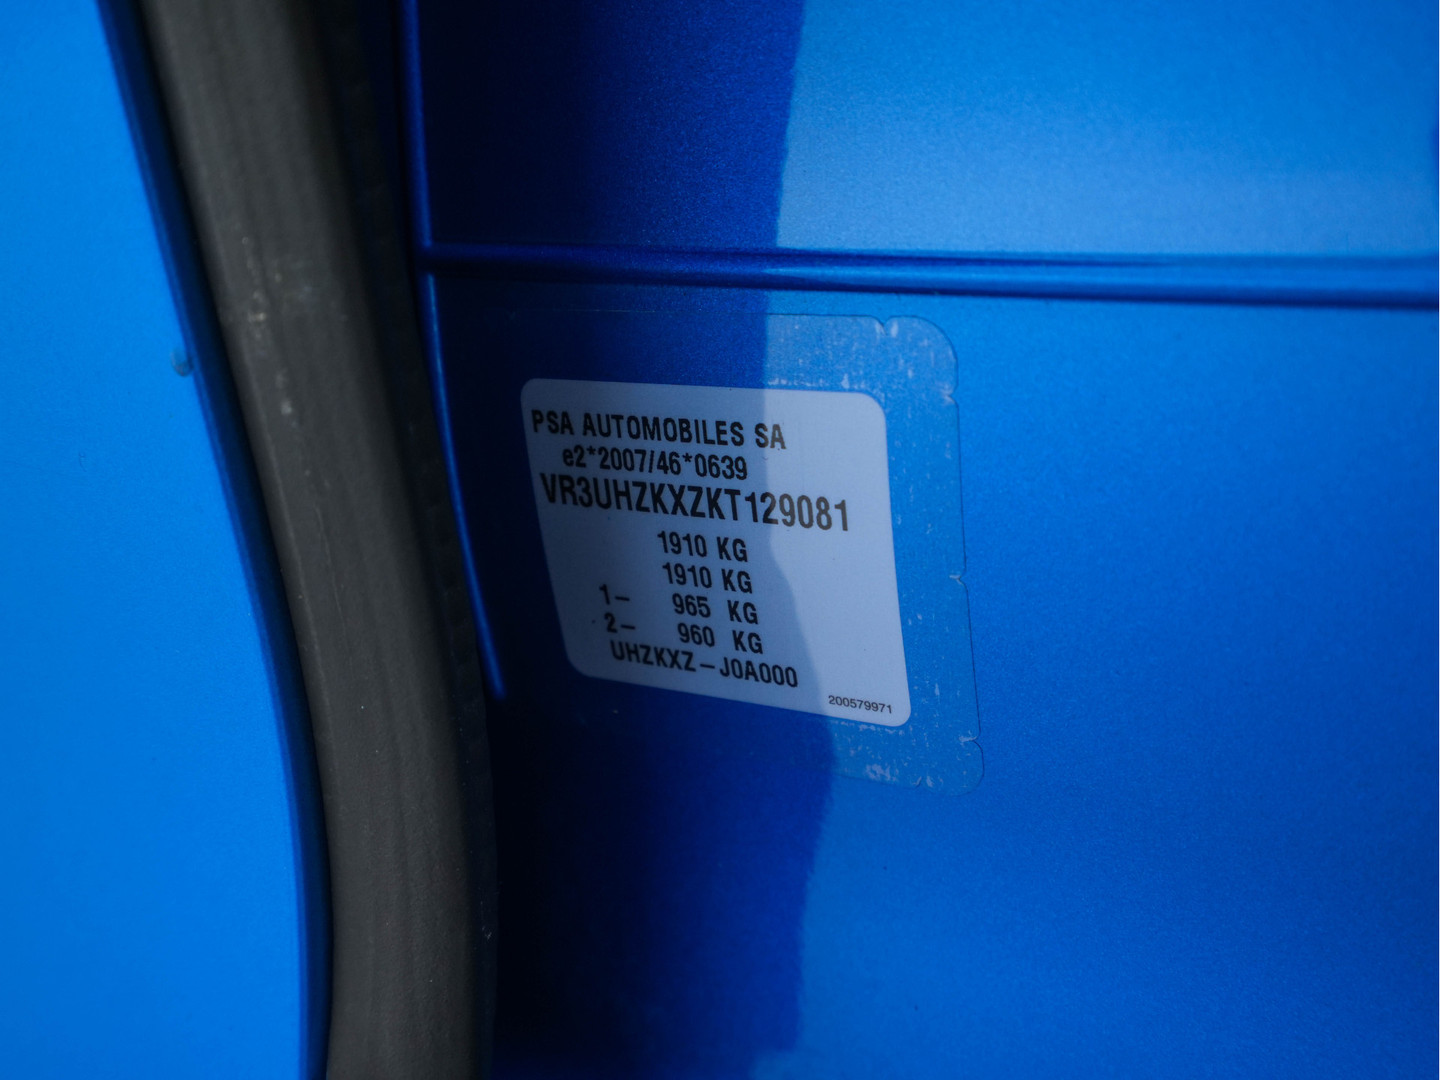 PSA AUTOMOBILES SA
e2*2007/46*0639
VR3UHZKXZKT129081
1910 KG
1910 KG
1– 965 KG
2– 960 KG
UHZKXZ–J0A000
200579971